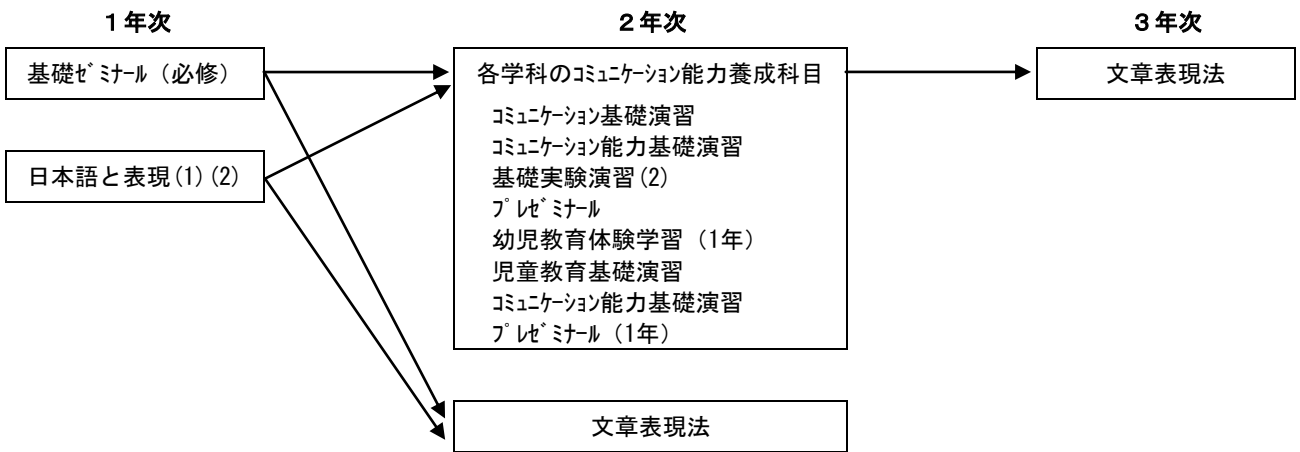 １年次
２年次
３年次
基礎ｾﾞﾐﾅｰﾙ（必修）
各学科のｺﾐｭﾆｹｰｼｮﾝ能力養成科目
文章表現法
ｺﾐｭﾆｹｰｼｮﾝ基礎演習
ｺﾐｭﾆｹｰｼｮﾝ能力基礎演習
日本語と表現(1)(2)
基礎実験演習(2)
ﾌﾟﾚｾﾞﾐﾅｰﾙ
幼児教育体験学習（1年）
児童教育基礎演習
ｺﾐｭﾆｹｰｼｮﾝ能力基礎演習
ﾌﾟﾚｾﾞﾐﾅｰﾙ（1年）
文章表現法